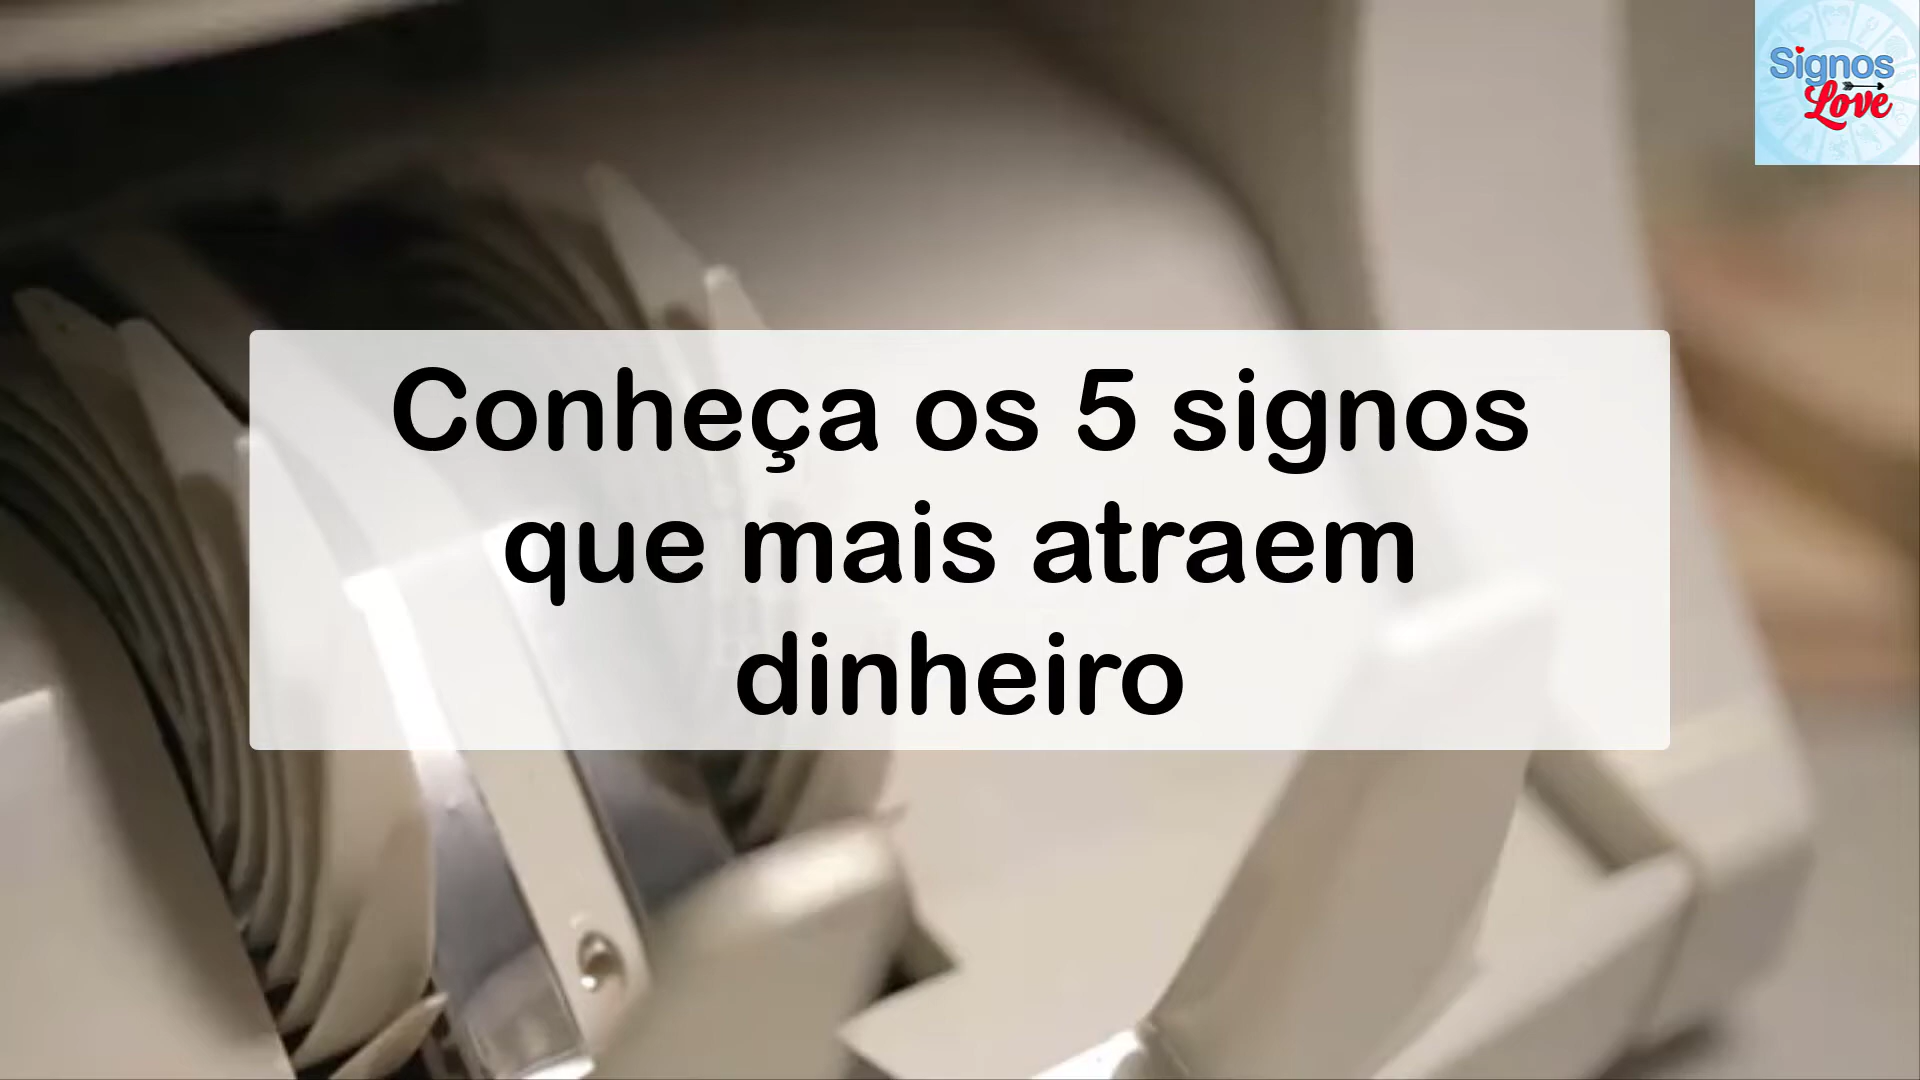 Signos
Love
Conheça os 5 signos
que mais atraem
dinheiro